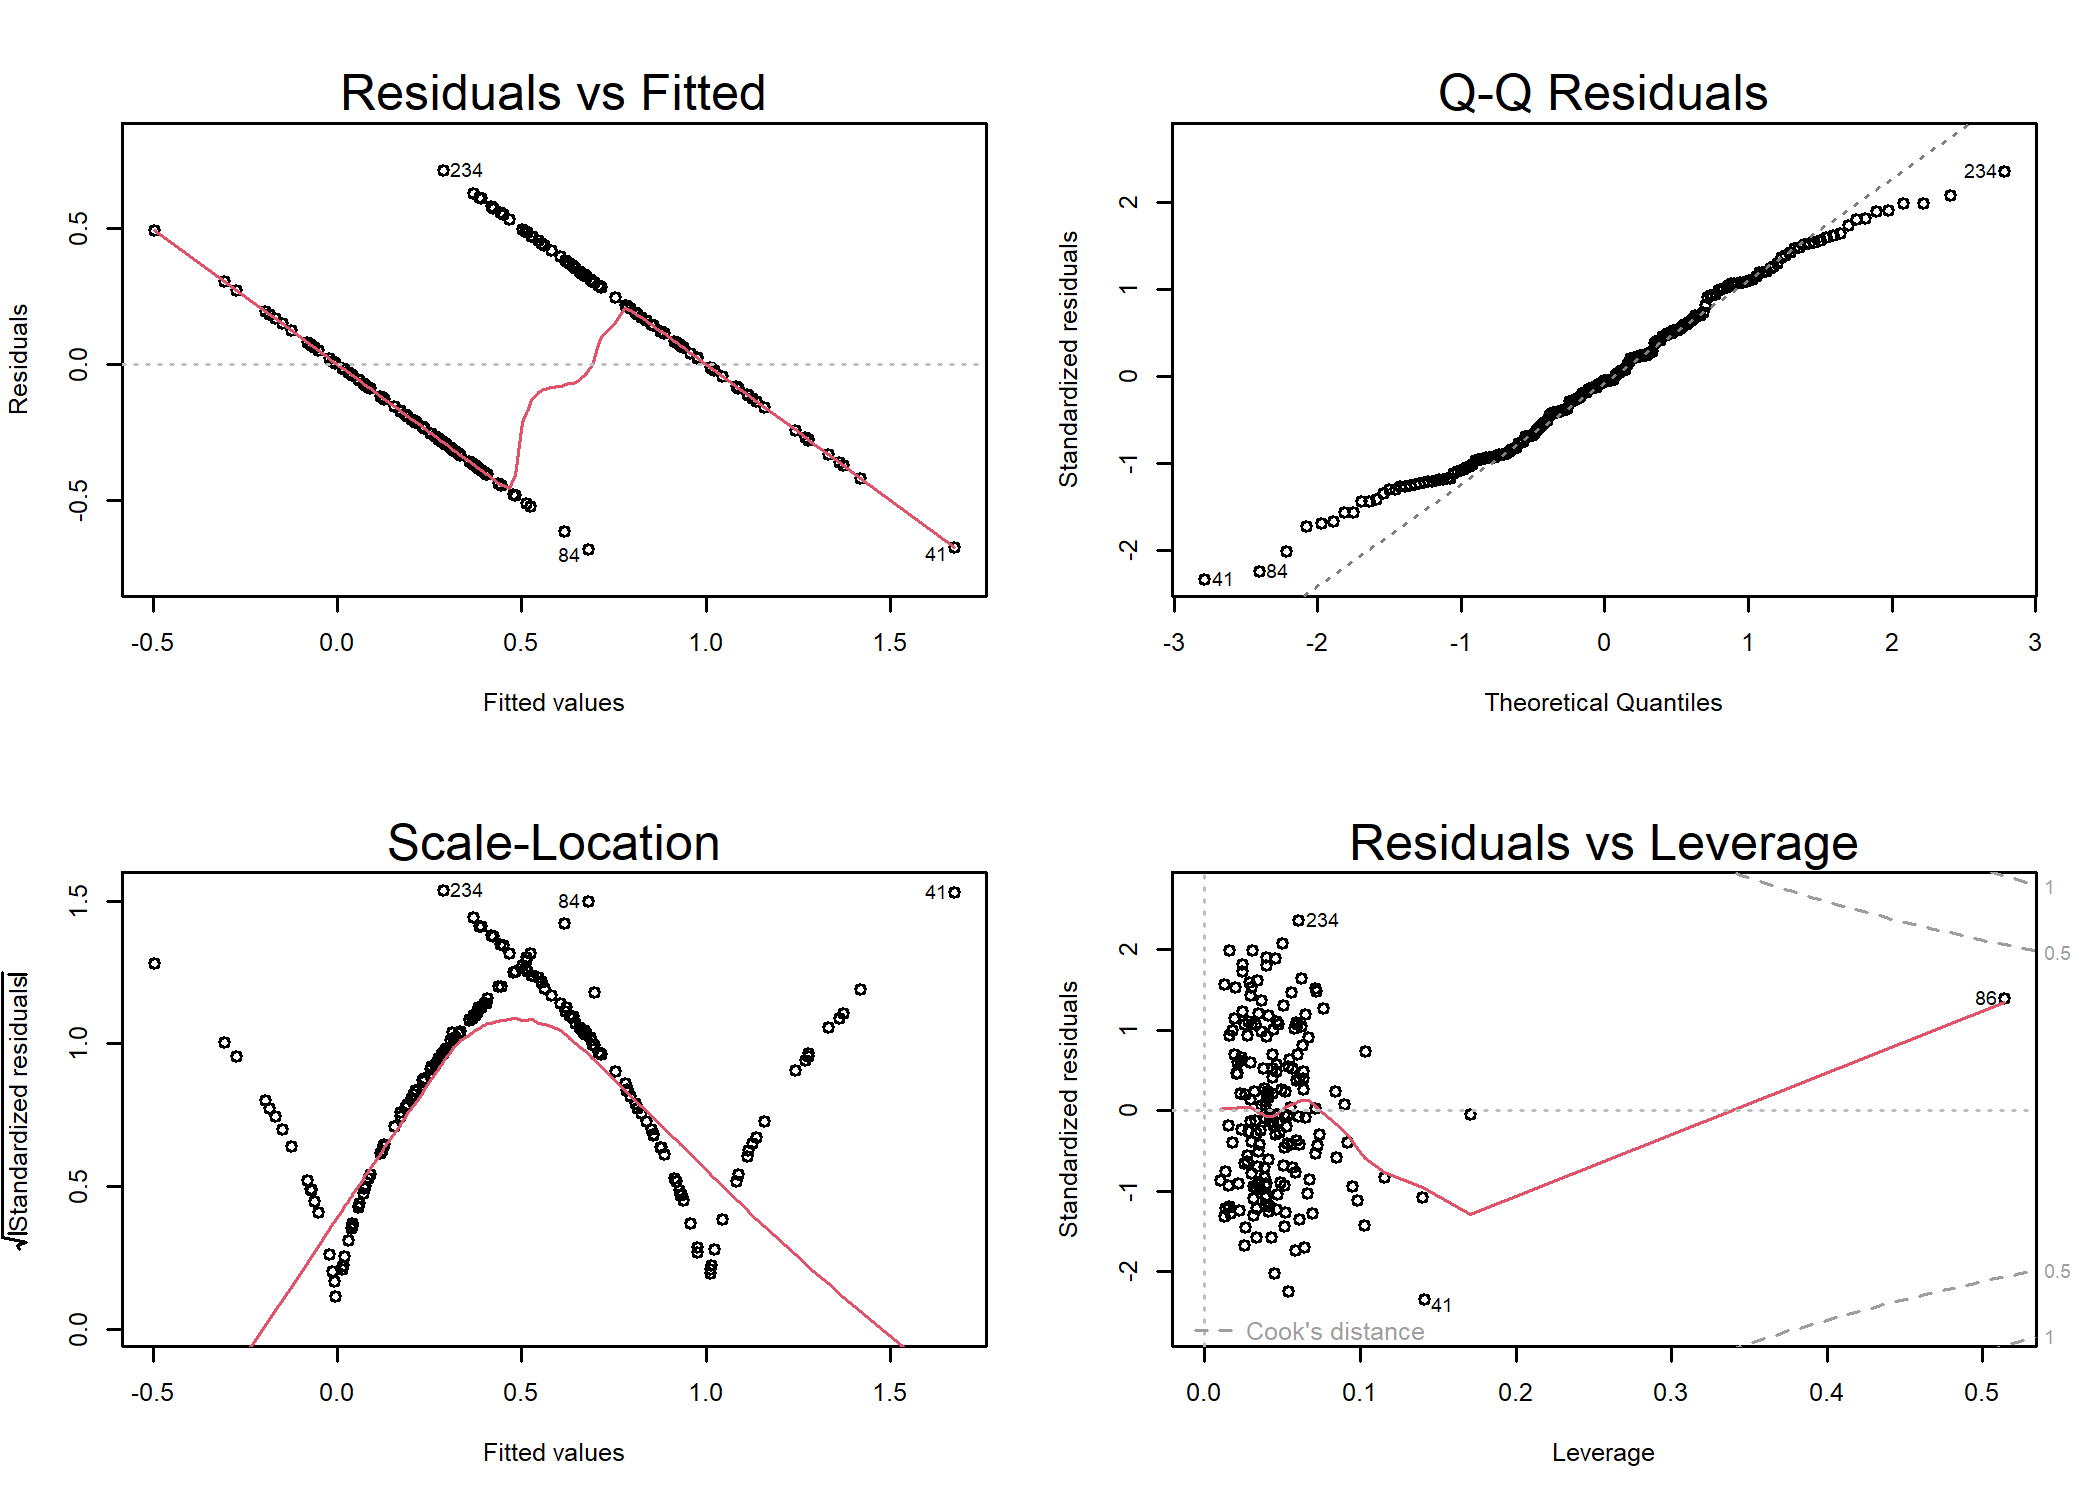 Residuals vs Fitted
Residuals
0.5
0.0
-0.5
234
84
41
-0.5 0.0 0.5 1.0 1.5
Fitted values
Q-Q Residuals
Standardized residuals
2
1
0
-1
-2
234
41
84
-3 -2 -1 0 1 2 3
Theoretical Quantiles
Scale-Location
√|Standardized residuals|
1.5
1.0
0.5
0.0
234
84
41
-0.5 0.0 0.5 1.0 1.5
Fitted values
Residuals vs Leverage
Standardized residuals
2
1
0
-1
-2
234
86
41
1
0.5
0.5
1
Cook's distance
0.0 0.1 0.2 0.3 0.4 0.5
Leverage